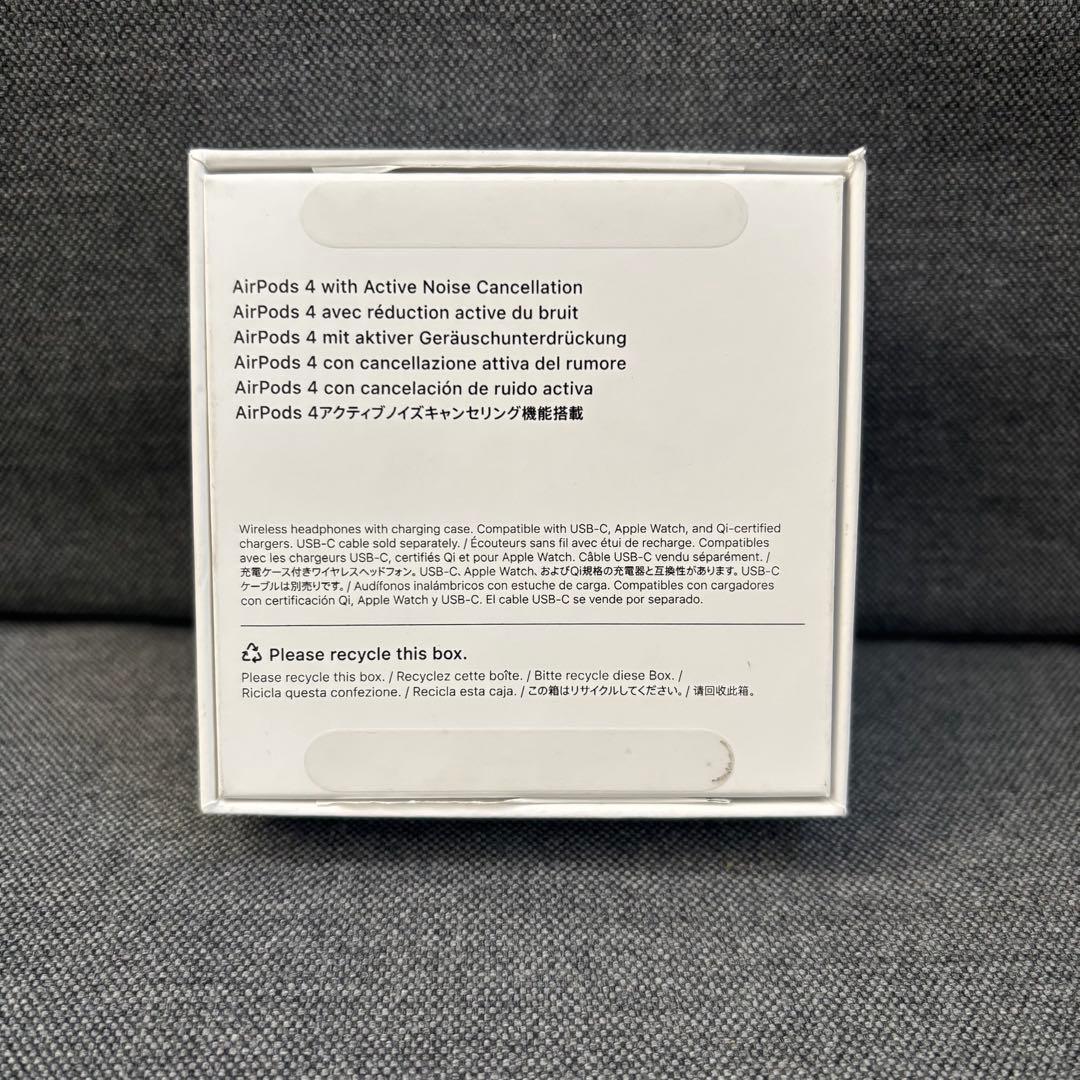 AirPods 4 with Active Noise Cancellation
AirPods 4 avec réduction active du bruit
AirPods 4 mit aktiver Geräuschunterdrückung
AirPods 4 con cancellazione attiva del rumore
AirPods 4 con cancelación de ruido activa
AirPods 4アクティブノイズキャンセリング機能搭載
Wireless headphones with charging case. Compatible with USB-C, Apple Watch, and Qi-certified
chargers. USB-C cable sold separately. / Écouteurs sans fil avec étui de recharge. Compatibles
avec les chargeurs USB-C, certifiés Qi et pour Apple Watch. Câble USB-C vendu séparément. /
充電ケース付きワイヤレスヘッドフォン。USB-C、Apple Watch、およびQi規格の充電器と互換性があります。USB-C
ケーブルは別売りです。/ Audífonos inalámbricos con estuche de carga. Compatibles con cargadores
con certificación Qi, Apple Watch y USB-C. El cable USB-C se vende por separado.
Please recycle this box.
Please recycle this box. / Recyclez cette boîte. / Bitte recycle diese Box. /
Ricicla questa confezione. / Recicla esta caja. / この箱はリサイクルしてください。/ 请回收此箱。